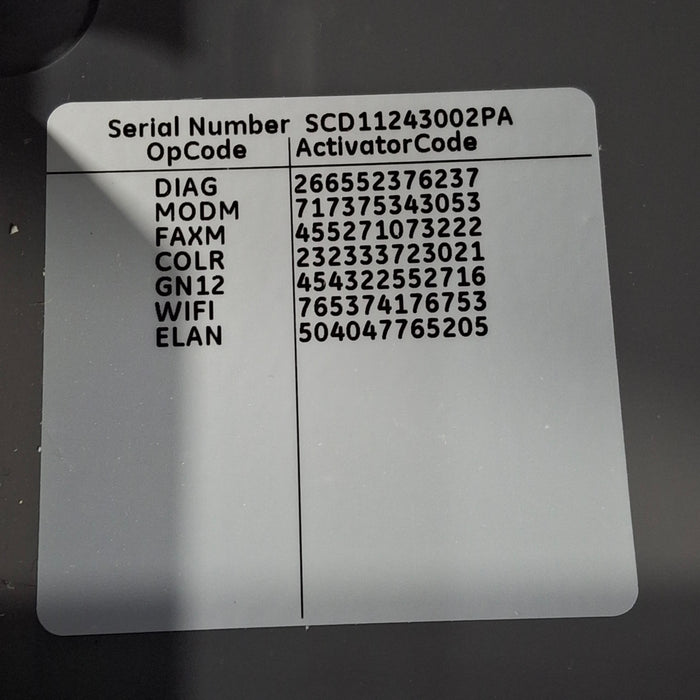 Serial Number SCD11243002PA
OpCode ActivatorCode
DIAG 266552376237
MODM 717375343053
FAXM 455271073222
COLR 232333723021
GN12 454322552716
WIFI 765374176753
ELAN 504047765205